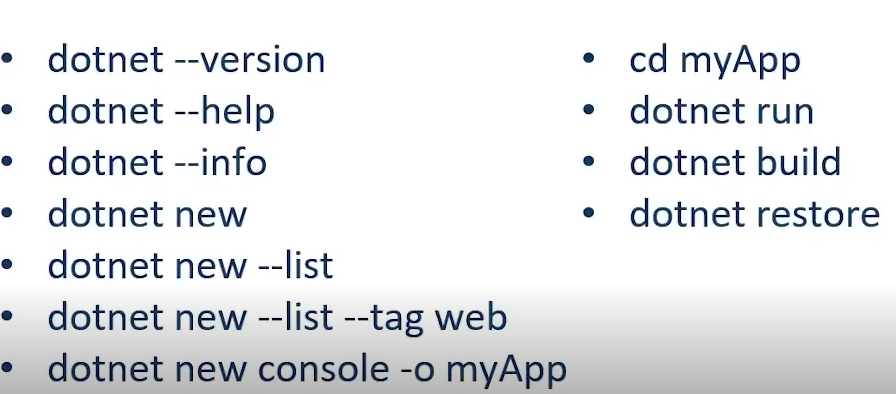 • dotnet --version
• dotnet --help
• dotnet --info
• dotnet new
• dotnet new --list
• dotnet new --list --tag web
• dotnet new console -o myApp
• cd myApp
• dotnet run
• dotnet build
• dotnet restore